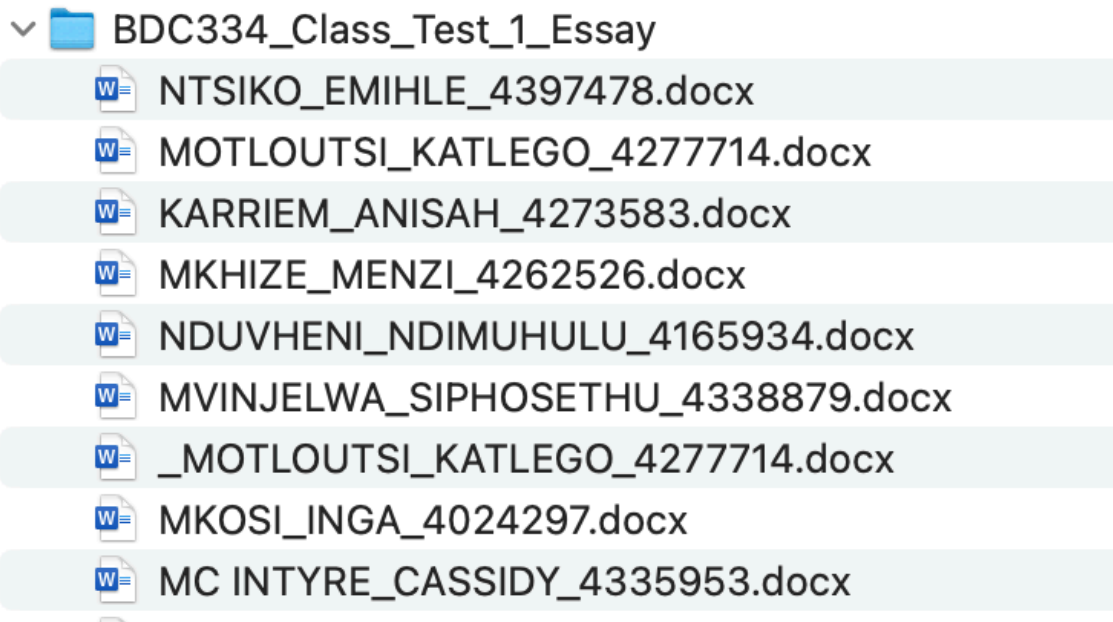 BDC334_Class_Test_1_Essay
NTSIKO_EMIHLE_4397478.docx
MOTLOUTSI_KATLEGO_4277714.docx
KARRIEM_ANISAH_4273583.docx
MKHIZE_MENZI_4262526.docx
NDUVHENI_NDIMUHULU_4165934.docx
MVINJELWA_SIPHOSETHU_4338879.docx
_MOTLOUTSI_KATLEGO_4277714.docx
MKOSI_INGA_4024297.docx
MC INTYRE_CASSIDY_4335953.docx